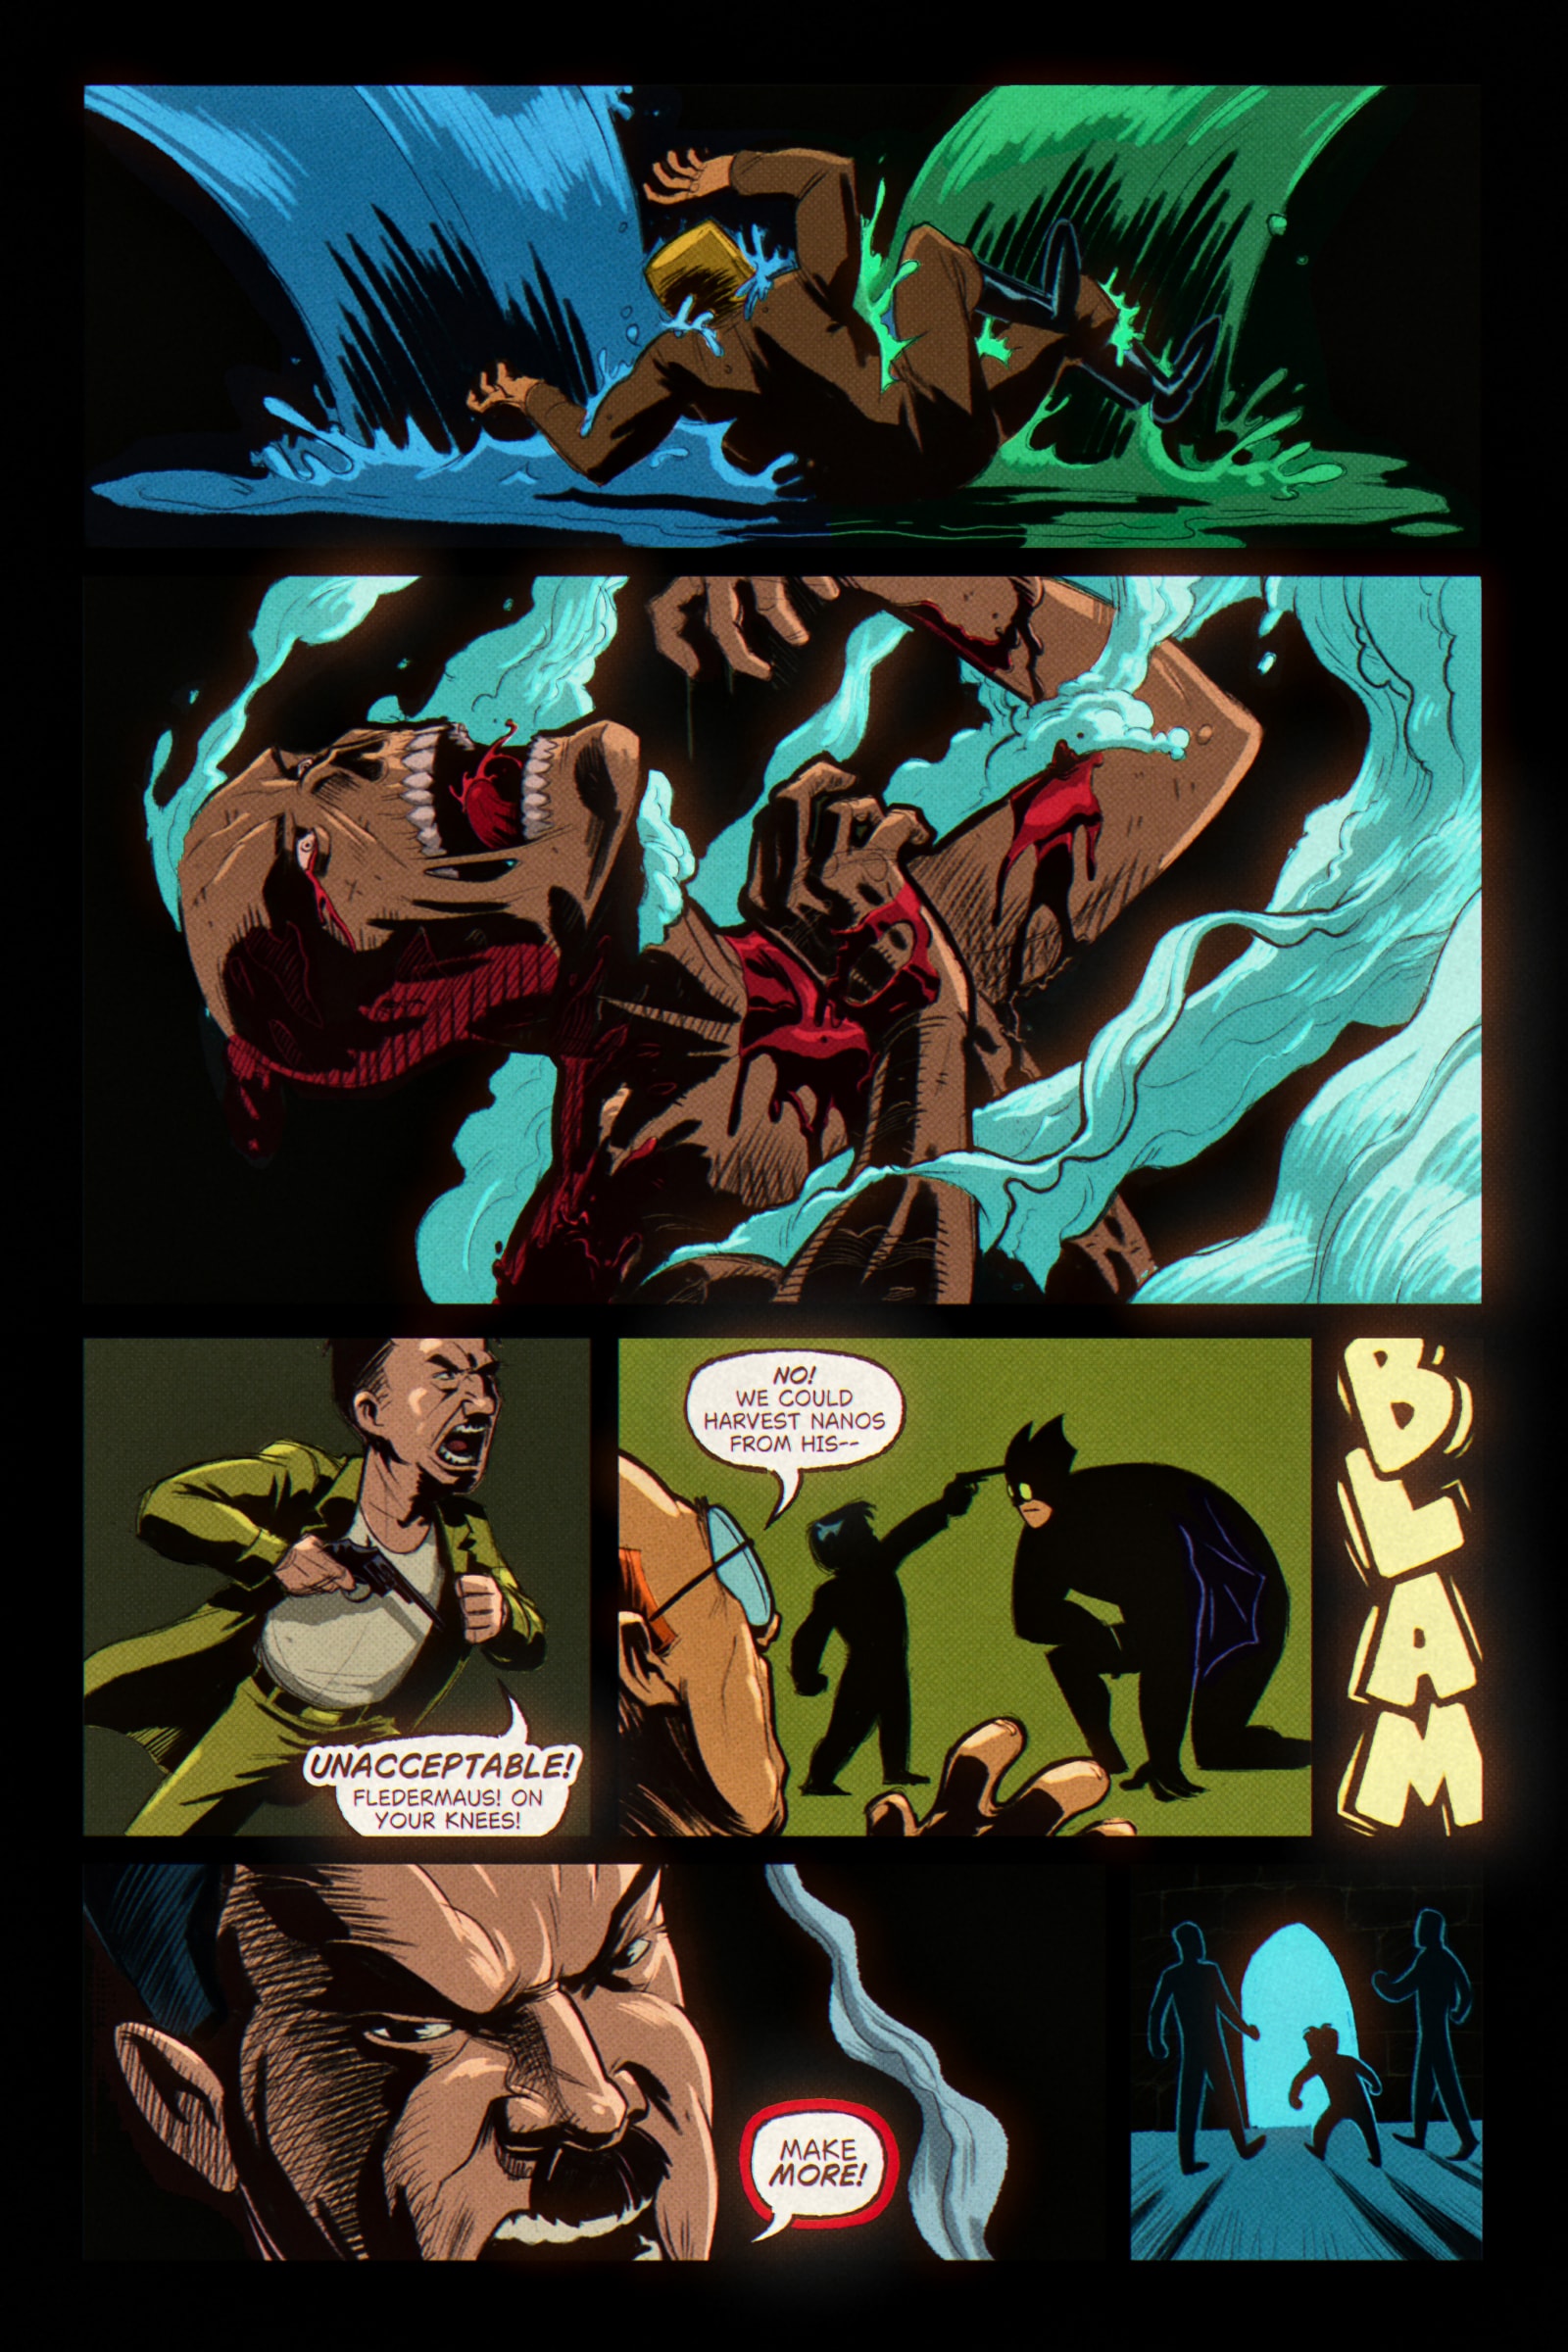 UNACCEPTABLE!
FLEDERMAUS! ON
YOUR KNEES!
NO!
WE COULD
HARVEST NANOS
FROM HIS--
BLAM
MAKE
MORE!